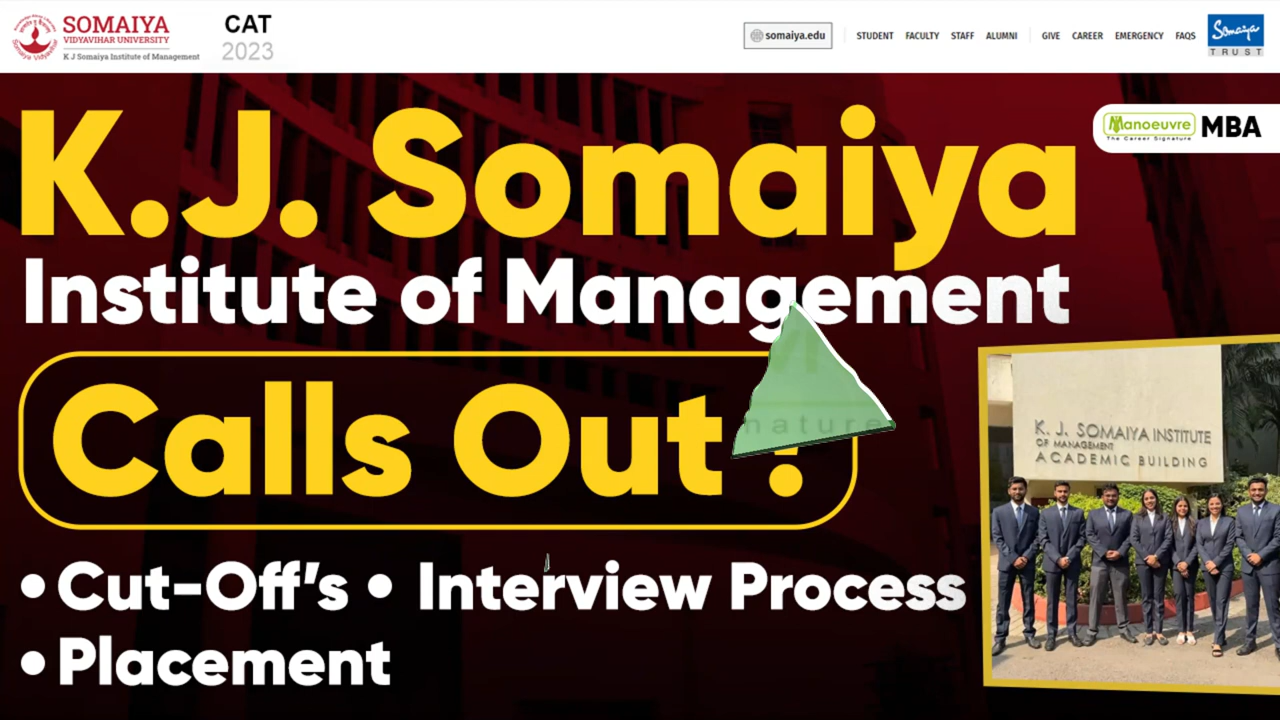 SOMAIYA
VIDYAVIHAR UNIVERSITY
K J Somaiya Institute of Management
CAT
2023
somaiya.edu
STUDENT FACULTY STAFF ALUMNI
GIVE CAREER EMERGENCY FAQS
Somaiya
TRUST
Manoeuvre
The Career Signature
MBA
K.J. Somaiya
Institute of Management
Calls Out !
• Cut-Off's • Interview Process
• Placement
K. J. SOMAIYA INSTITUTE
OF MANAGEMENT
ACADEMIC BUILDING